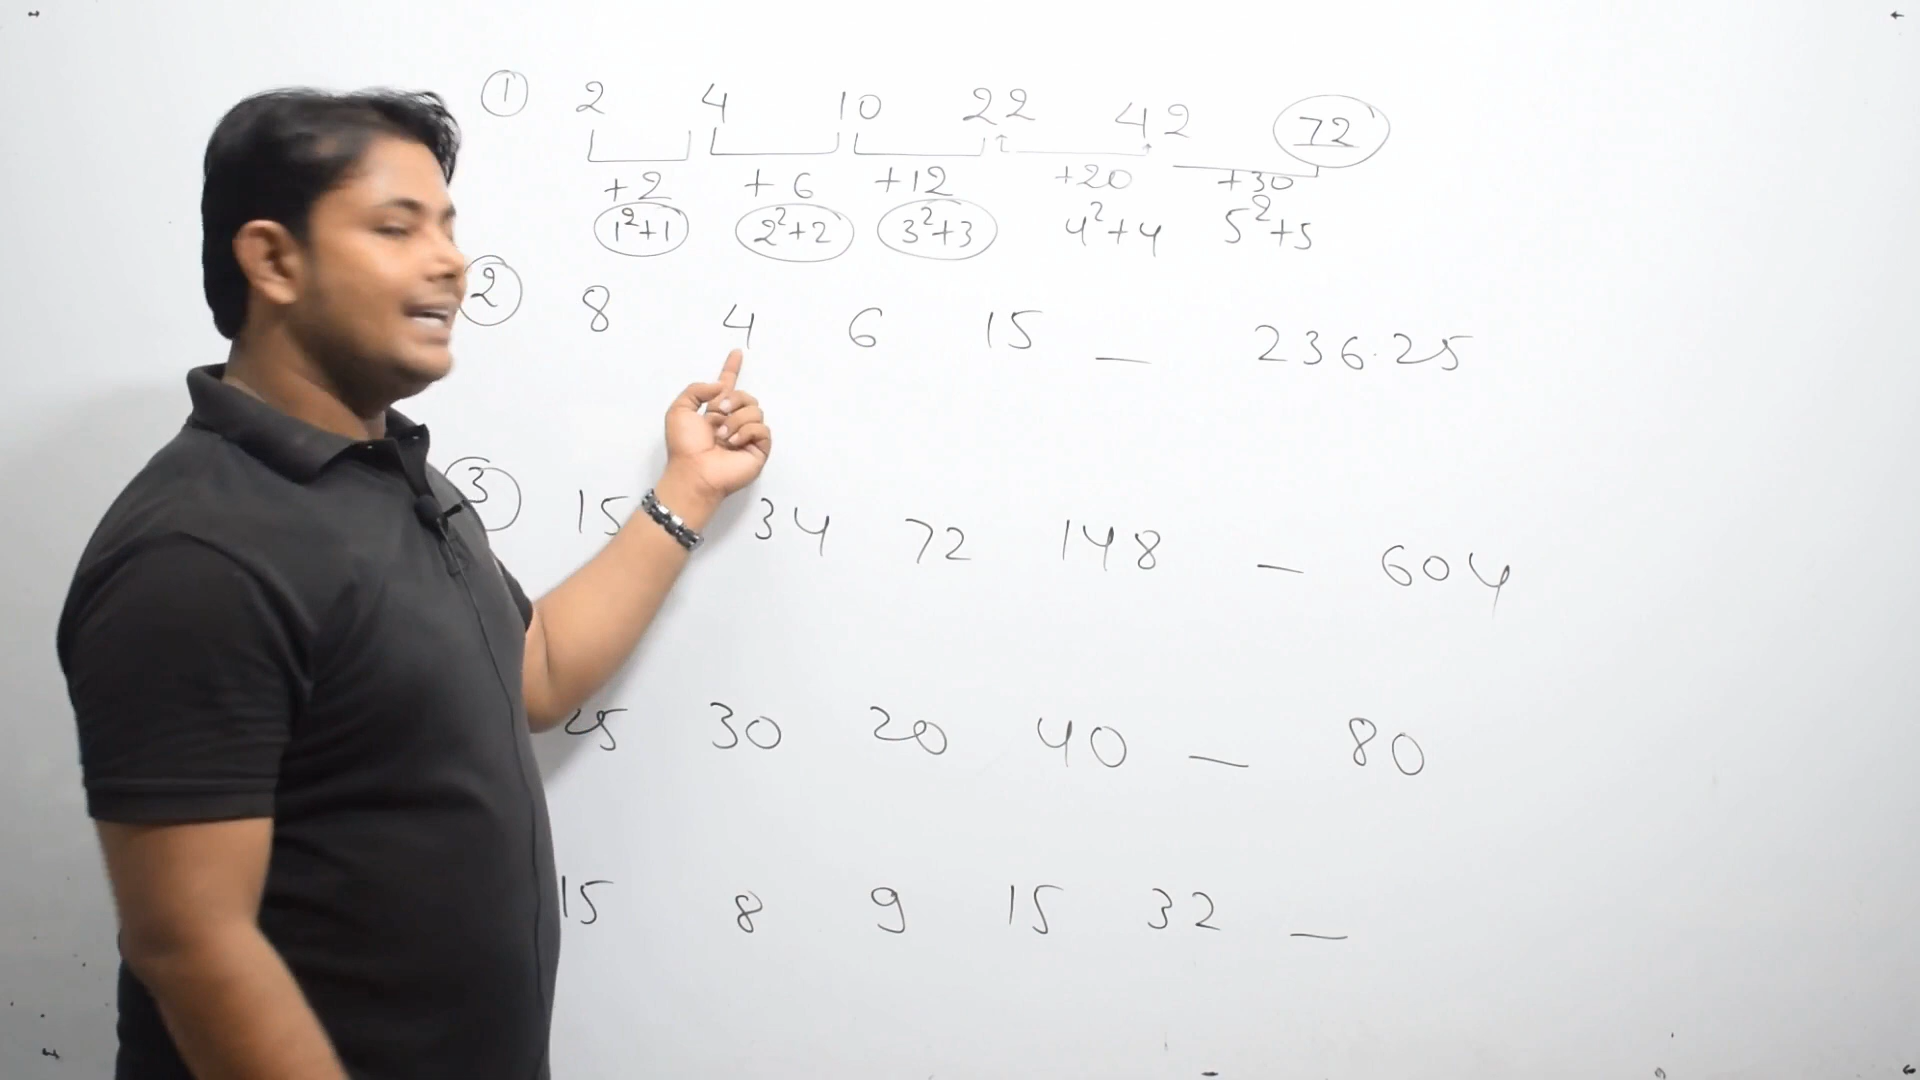 ① 2 4 10 22 42 72
+2 +6 +12 +20 +30
1²+1 2²+2 3²+3 4²+4 5²+5
② 8 4 6 15 _ 236.25
③ 15 34 72 148 _ 604
25 30 20 40 _ 80
15 8 9 15 32 _